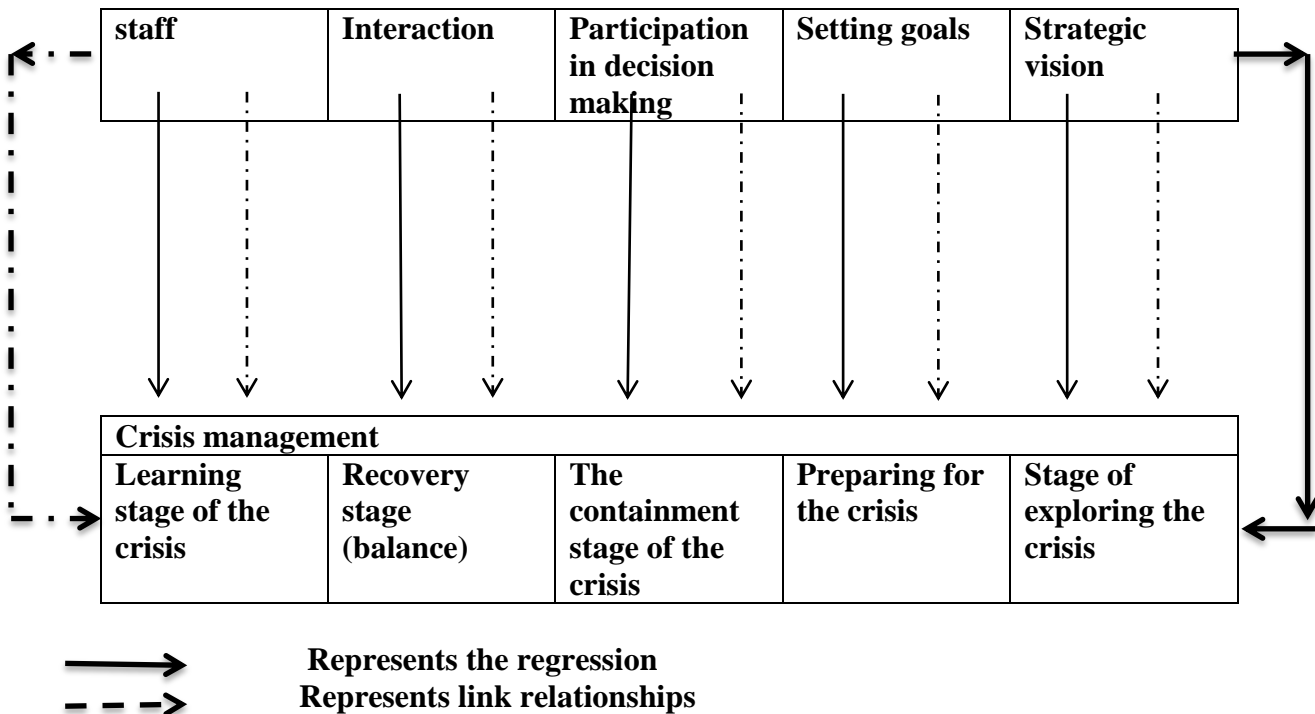 staff
Interaction
Participation
in decision
making
Setting goals
Strategic
vision
Crisis management
Learning
stage of the
crisis
Recovery
stage
(balance)
The
containment
stage of the
crisis
Preparing for
the crisis
Stage of
exploring the
crisis
Represents the regression
Represents link relationships